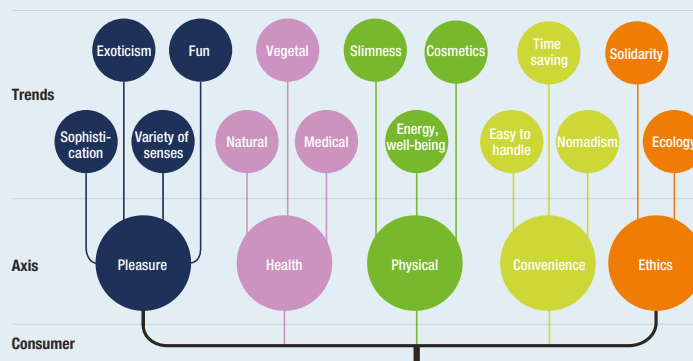 Exoticism
Fun
Vegetal
Slimness
Cosmetics
Time
saving
Solidarity
Trends
Sophisti-
cation
Variety of
senses
Natural
Medical
Energy,
well-being
Easy to
handle
Nomadism
Ecology
Axis
Pleasure
Health
Physical
Convenience
Ethics
Consumer